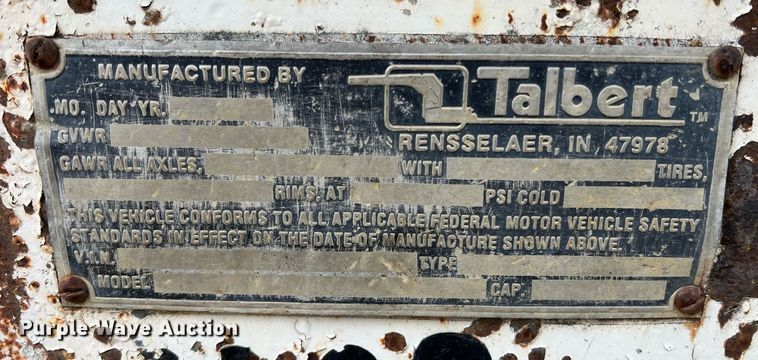 MANUFACTURED BY Talbert TM
MO. DAY YR. RENSSELAER, IN 47978
GVWR
GAWR ALL AXLES, WITH TIRES,
RIMS, AT PSI COLD
THIS VEHICLE CONFORMS TO ALL APPLICABLE FEDERAL MOTOR VEHICLE SAFETY
STANDARDS IN EFFECT ON THE DATE OF MANUFACTURE SHOWN ABOVE.
V.I.N. TYPE
MODEL CAP.
Purple Wave Auction